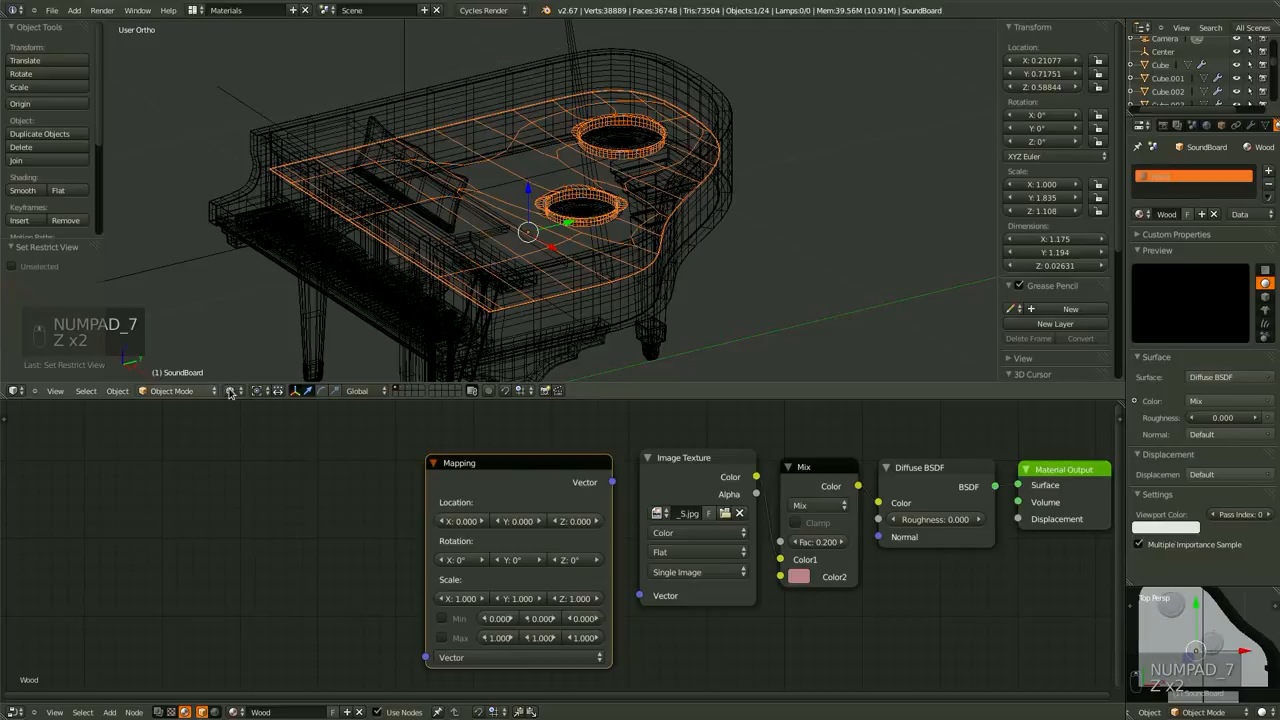 File Add Render Window Help Materials Scene Cycles Render v2.67 | Verts:38889 | Faces:36748 | Tris:73504 | Objects:1/24 | Lamps:0/0 | Mem:39.56M (10.91M) | SoundBoard
Object Tools
Transform:
Translate
Rotate
Scale
Origin
Object:
Duplicate Objects
Delete
Join
Shading:
Smooth Flat
Keyframes:
Insert Remove
Set Restrict View
Unselected
User Ortho
NUMPAD_7
Z x2
Last: Set Restrict View
(1) SoundBoard
Transform
Location:
X: 0.21077
Y: 0.71751
Z: 0.58844
Rotation:
X: 0°
Y: 0°
Z: 0°
XYZ Euler
Scale:
X: 1.000
Y: 1.835
Z: 1.108
Dimensions:
X: 1.175
Y: 1.194
Z: 0.02631
Grease Pencil
New
New Layer
Delete Frame Convert
View
3D Cursor
View Search All Scenes
Camera
Center
Cube
Cube.001
Cube.002
SoundBoard Wood
Wood F Data
Custom Properties
Preview
Surface
Surface: Diffuse BSDF
Color: Mix
Roughness: 0.000
Normal: Default
Displacement
Displacemen Default
Settings
Viewport Color: Pass Index: 0
Multiple Importance Sample
Top Persp
NUMPAD_7
Z x2
Object Object Mode
View Select Object Object Mode Global
Mapping
Vector
Location:
X: 0.000 Y: 0.000 Z: 0.000
Rotation:
X: 0° Y: 0° Z: 0°
Scale:
X: 1.000 Y: 1.000 Z: 1.000
Min 0.000 0.000 0.000
Max 1.000 1.000 1.000
Vector
Image Texture
Color
Alpha
_S.jpg F
Color
Flat
Single Image
Vector
Mix
Color
Mix
Clamp
Fac: 0.200
Color1
Color2
Diffuse BSDF
BSDF
Color
Roughness: 0.000
Normal
Material Output
Surface
Volume
Displacement
Wood
View Select Add Node Wood F Use Nodes